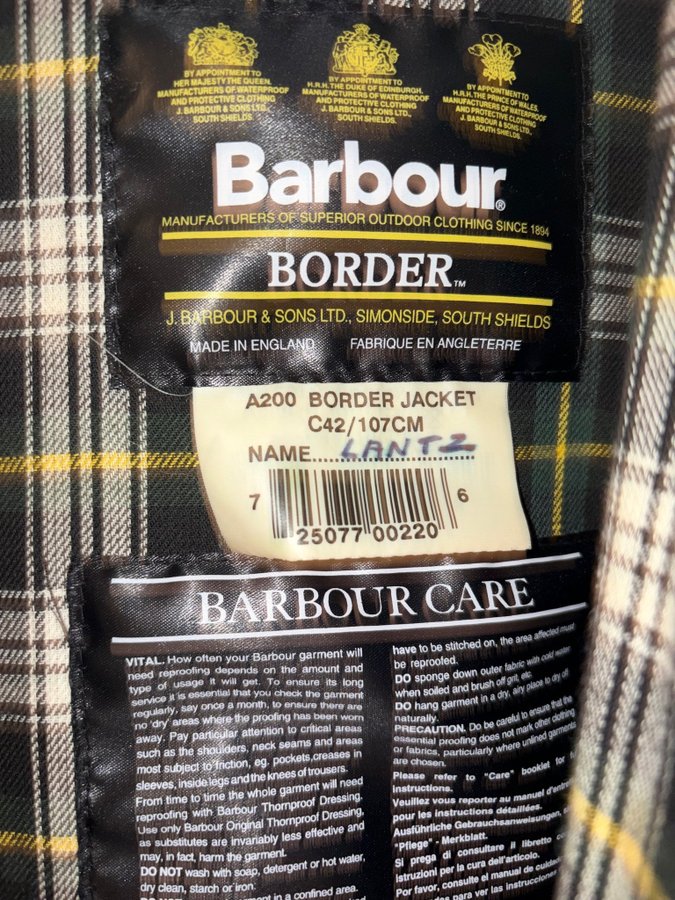 BY APPOINTMENT TO
HER MAJESTY THE QUEEN.
MANUFACTURERS OF WATERPROOF
AND PROTECTIVE CLOTHING
J. BARBOUR & SONS LTD.,
SOUTH SHIELDS.
BY APPOINTMENT TO
H.R.H. THE DUKE OF EDINBURGH.
MANUFACTURERS OF WATERPROOF
AND PROTECTIVE CLOTHING
J. BARBOUR & SONS LTD.,
SOUTH SHIELDS.
BY APPOINTMENT TO
H.R.H. THE PRINCE OF WALES.
MANUFACTURERS OF WATERPROOF
AND PROTECTIVE CLOTHING
J. BARBOUR & SONS LTD.
SOUTH SHIELDS.
Barbour®
MANUFACTURERS OF SUPERIOR OUTDOOR CLOTHING SINCE 1894
BORDER™
J. BARBOUR & SONS LTD., SIMONSIDE, SOUTH SHIELDS
MADE IN ENGLAND FABRIQUE EN ANGLETERRE
A200 BORDER JACKET
C42/107CM
NAME....LANTZ
7 25077 00220 6
BARBOUR CARE
VITAL. How often your Barbour garment will
need reproofing depends on the amount and
type of usage it will get. To ensure its long
service it is essential that you check the garment
regularly, say once a month, to ensure there are
no 'dry' areas where the proofing has been worn
away. Pay particular attention to critical areas
such as the shoulders, neck seams and areas
most subject to friction, eg. pockets,creases in
sleeves, inside legs and the knees of trousers.
From time to time the whole garment will need
reproofing with Barbour Thornproof Dressing.
Use only Barbour Original Thornproof Dressing
as substitutes are invariably less effective and
may, in fact, harm the garment.
DO NOT wash with soap, detergent or hot water,
dry clean, starch or iron.
garment in a confined area.
have to be stitched on, the area affected must
be reproofed.
DO sponge down outer fabric with cold water
when soiled and brush off grit, etc.
DO hang garment in a dry, airy place to dry off
naturally.
PRECAUTION. Do be careful to ensure that the
essential proofing does not mark other clothing
or fabrics, particularly where unlined garments
are chosen.
Please refer to "Care" booklet for
instructions.
Veuillez vous reporter au manuel d'entre
pour les instructions détaillées.
Ausführliche Gebrauchsanweisungen,
"Pflege" - Merkblatt.
Si prega di consultare il libretto
istruzioni per la cura dell'articolo.
Por favor, consulte el manual de
para ver las instrucciones